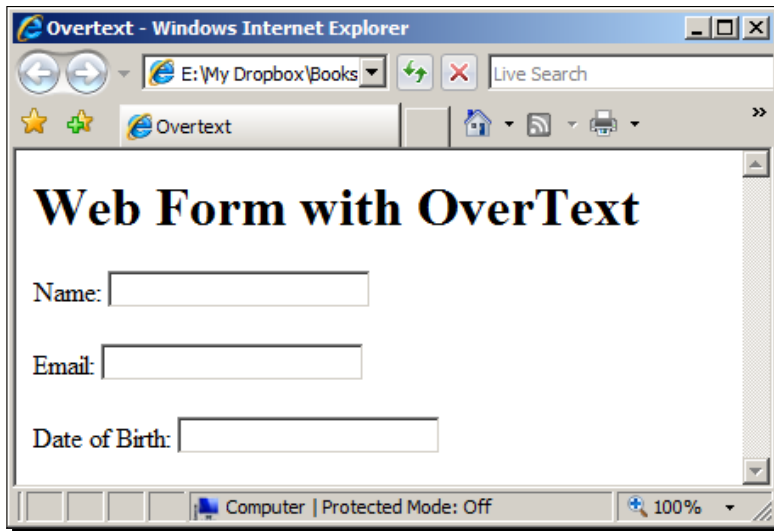 Overtext - Windows Internet Explorer
E:\My Dropbox\Books
Live Search
Overtext
Web Form with OverText
Name:
Email:
Date of Birth:
Computer | Protected Mode: Off
100%